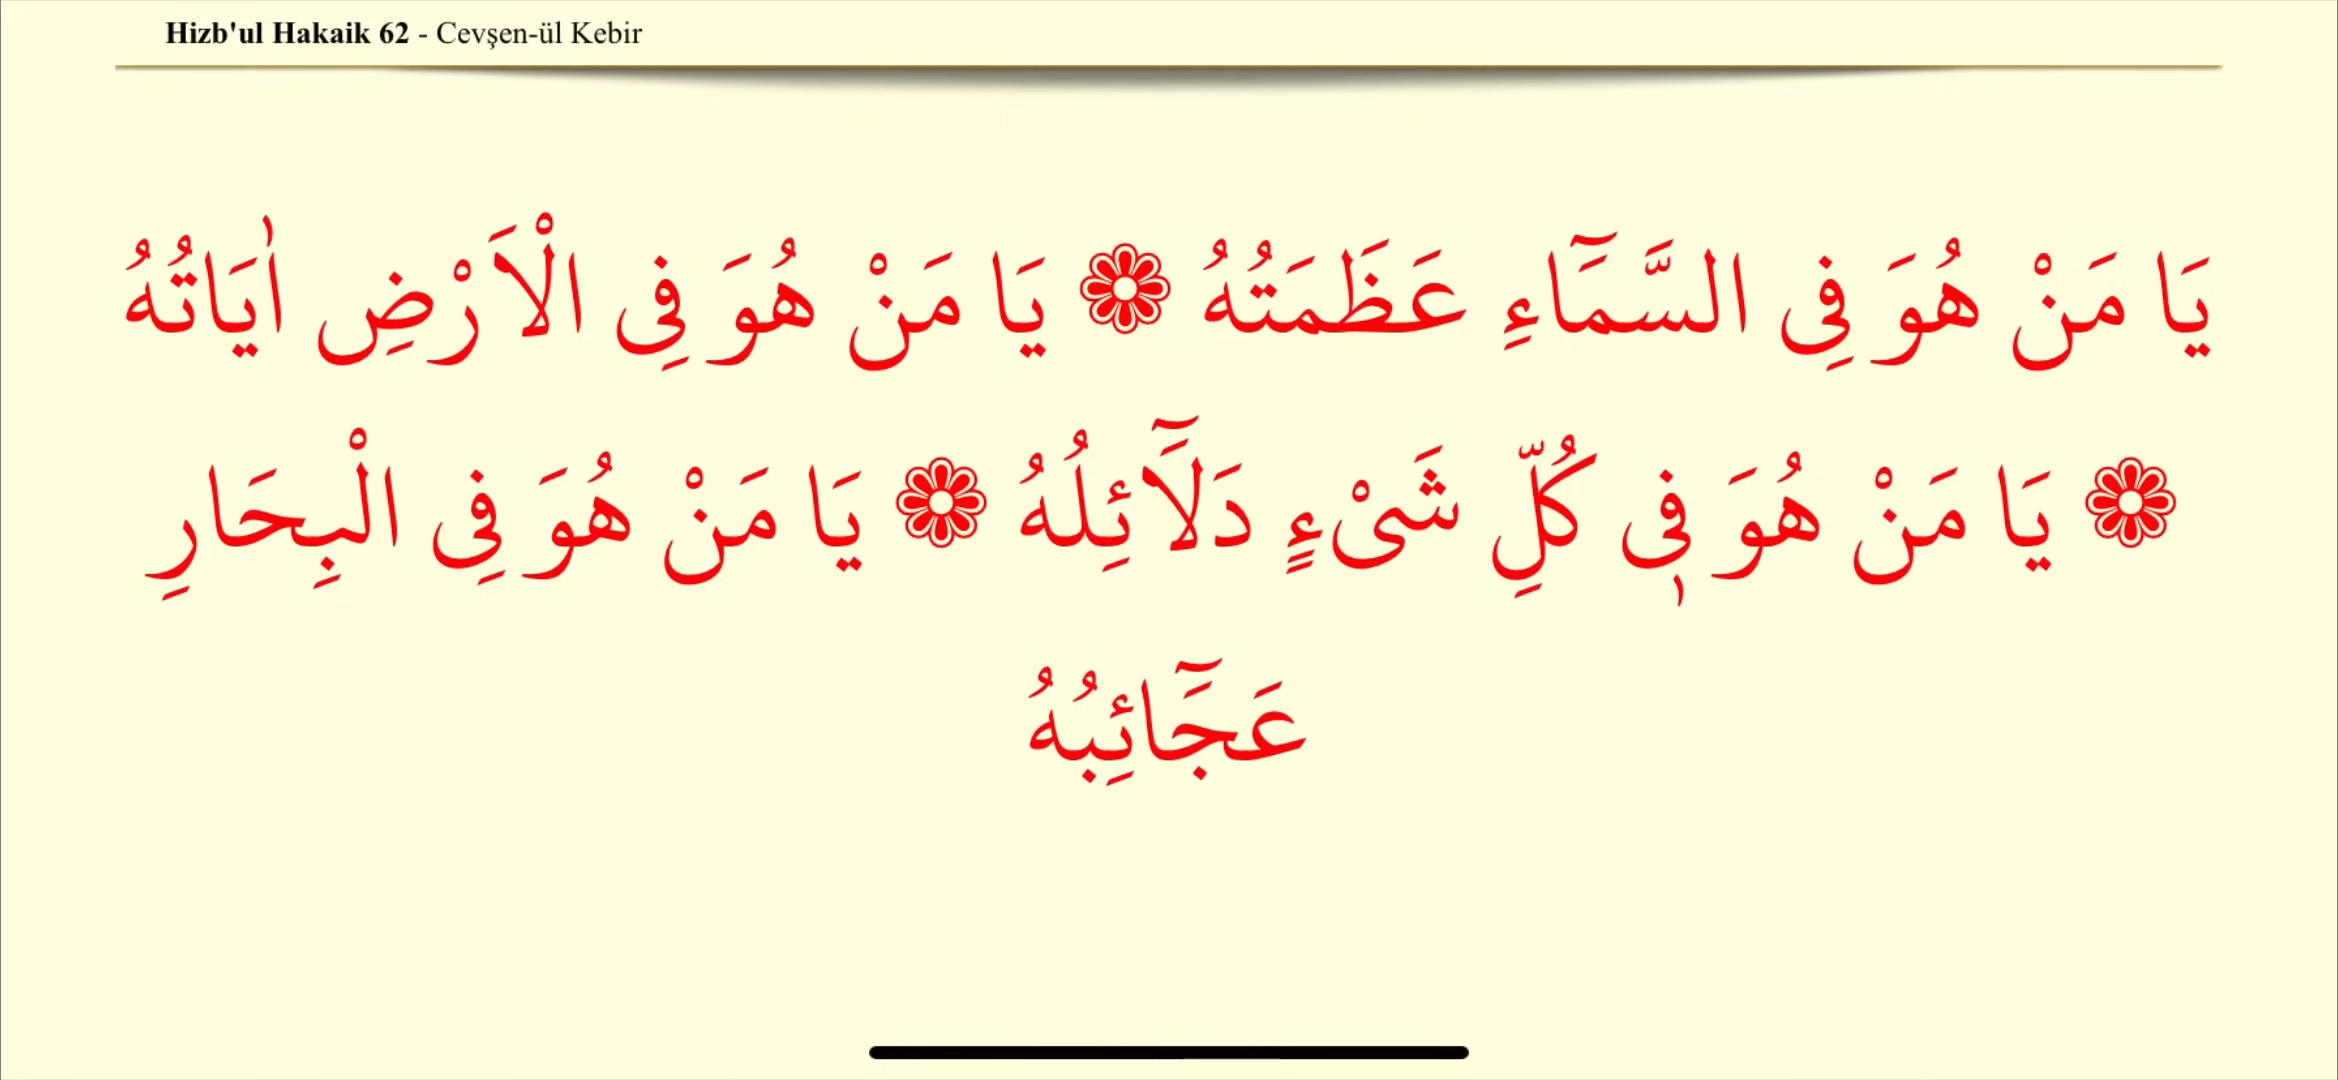 Hizb'ul Hakaik 62 - Cevşen-ül Kebir
يَا مَنْ هُوَ فِى السَّمَٓاءِ عَظَمَتُهُ ❁ يَا مَنْ هُوَ فِى الْاَرْضِ اٰيَاتُهُ
❁ يَا مَنْ هُوَ فٖى كُلِّ شَىْءٍ دَلَٓائِلُهُ ❁ يَا مَنْ هُوَ فِى الْبِحَارِ
عَجَٓائِبُهُ